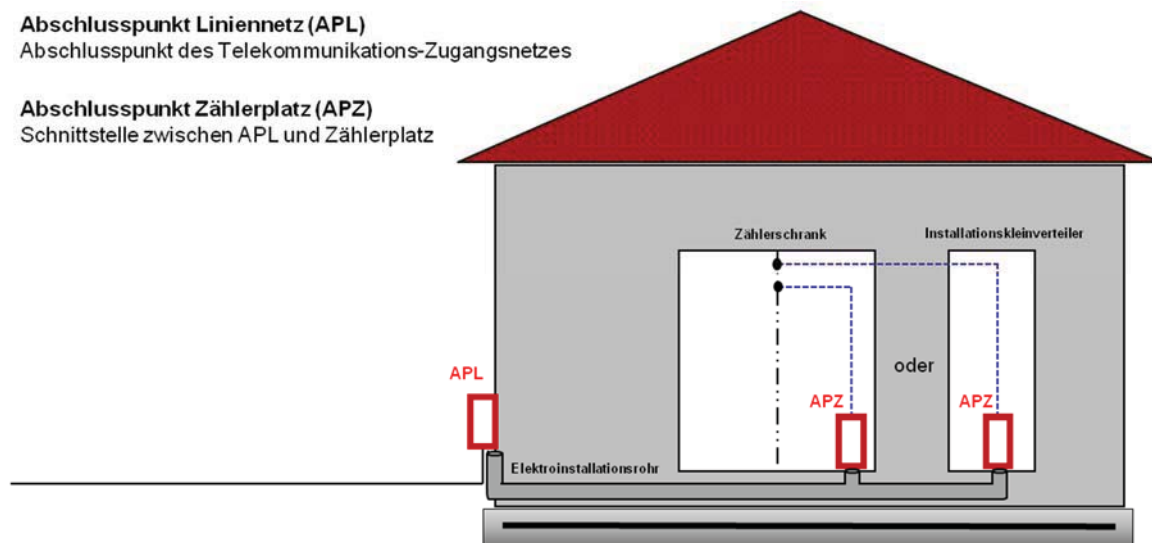 Abschlusspunkt Liniennetz (APL)
Abschlusspunkt des Telekommunikations-Zugangsnetzes
Abschlusspunkt Zählerplatz (APZ)
Schnittstelle zwischen APL und Zählerplatz
Zählerschrank
Installationskleinverteiler
oder
APL
APZ
APZ
Elektroinstallationsrohr